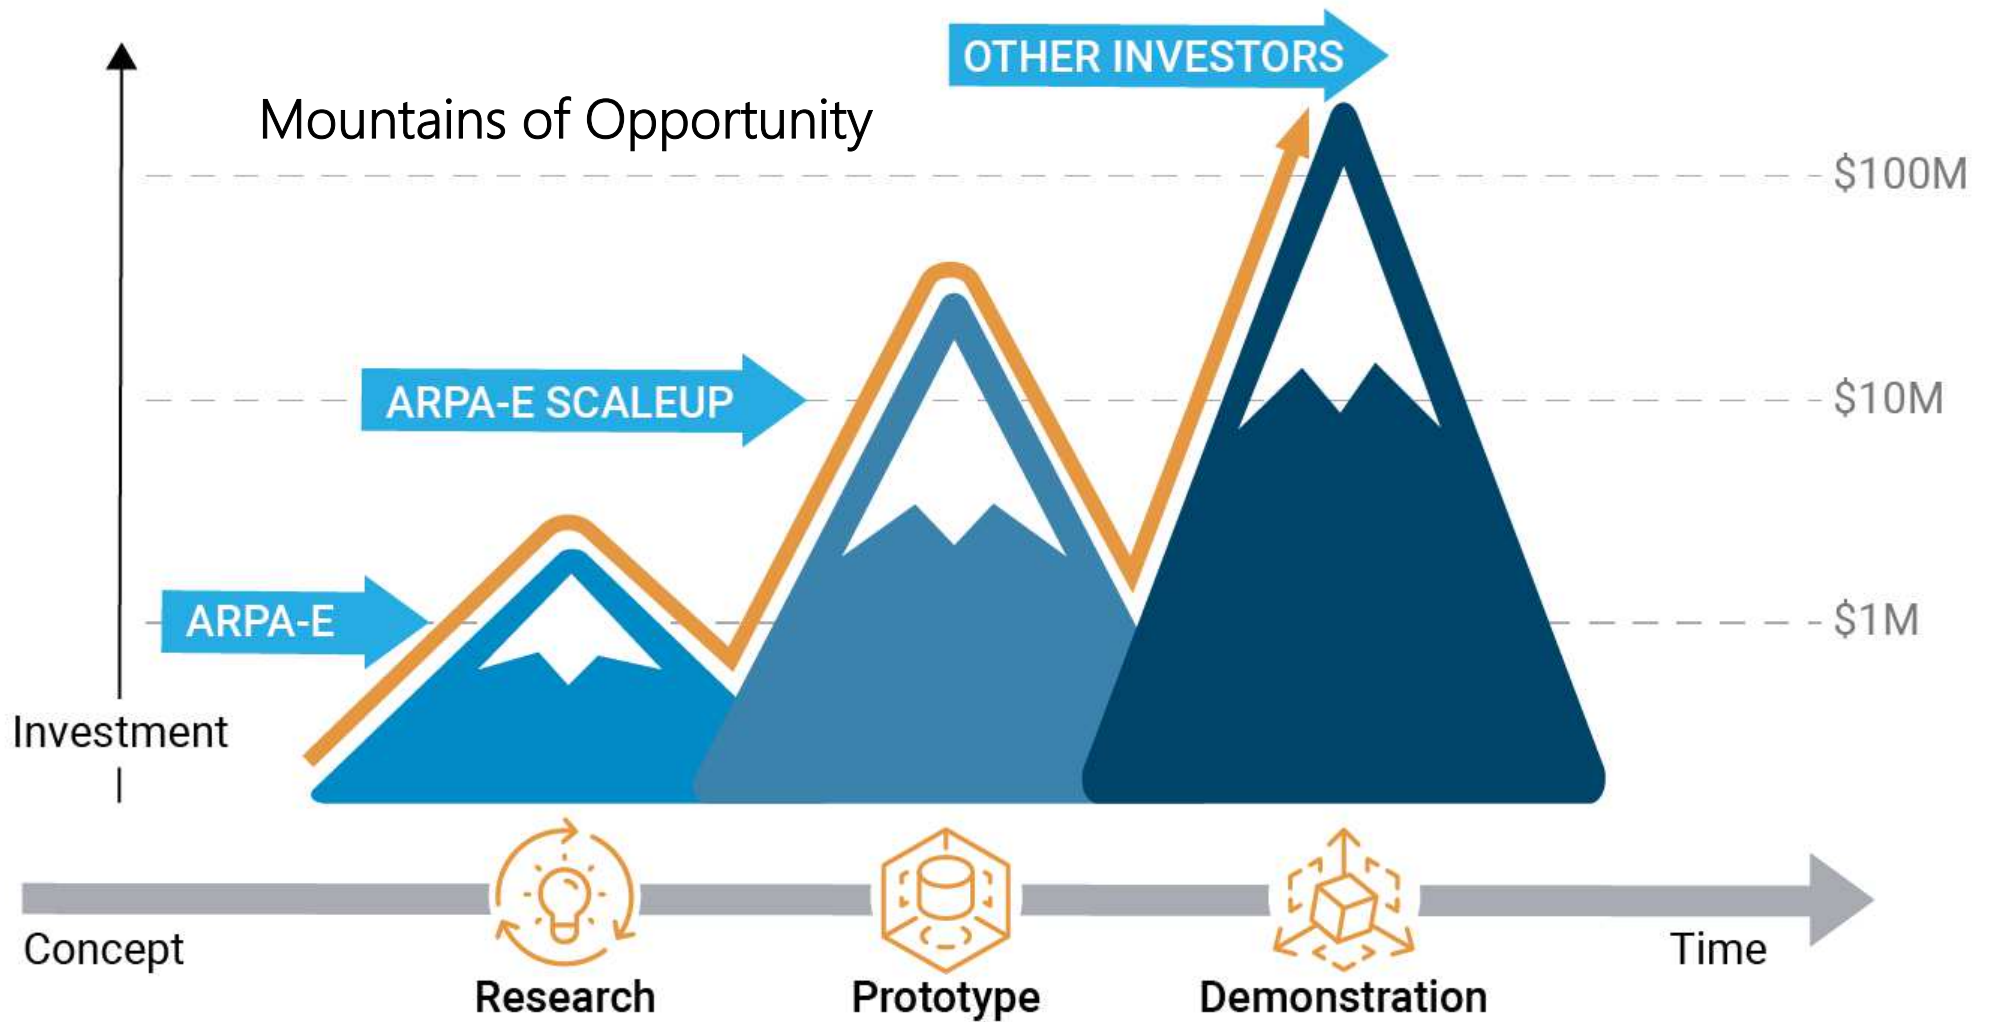 OTHER INVESTORS
Mountains of Opportunity
$100M
ARPA-E SCALEUP
$10M
ARPA-E
$1M
Investment
Concept
Time
Research
Prototype
Demonstration